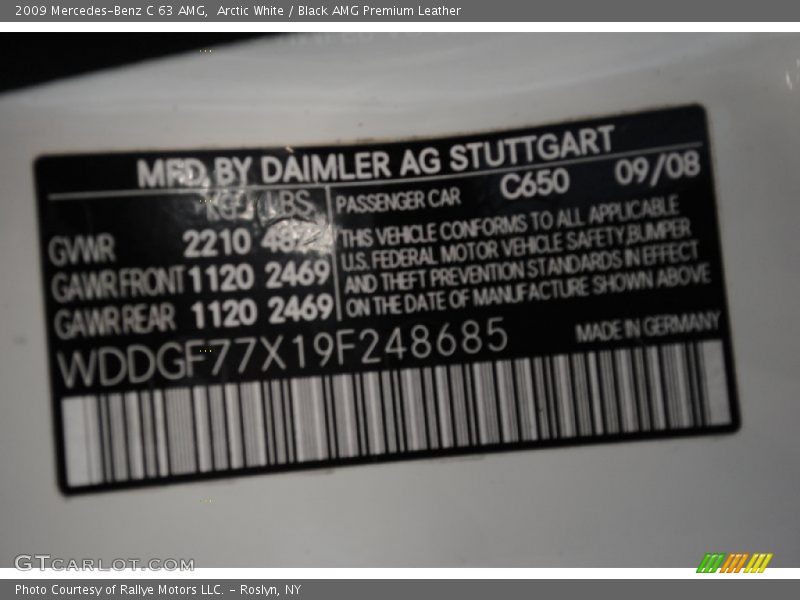 2009 Mercedes-Benz C 63 AMG, Arctic White / Black AMG Premium Leather
MFD BY DAIMLER AG STUTTGART
KG LBS
PASSENGER CAR C650 09/08
GVWR 2210
GAWR FRONT 1120 2469
GAWR REAR 1120 2469
THIS VEHICLE CONFORMS TO ALL APPLICABLE
U.S. FEDERAL MOTOR VEHICLE SAFETY,BUMPER
AND THEFT PREVENTION STANDARDS IN EFFECT
ON THE DATE OF MANUFACTURE SHOWN ABOVE
WDDGF77X19F248685
MADE IN GERMANY
GTCARLOT.COM
Photo Courtesy of Rallye Motors LLC. - Roslyn, NY